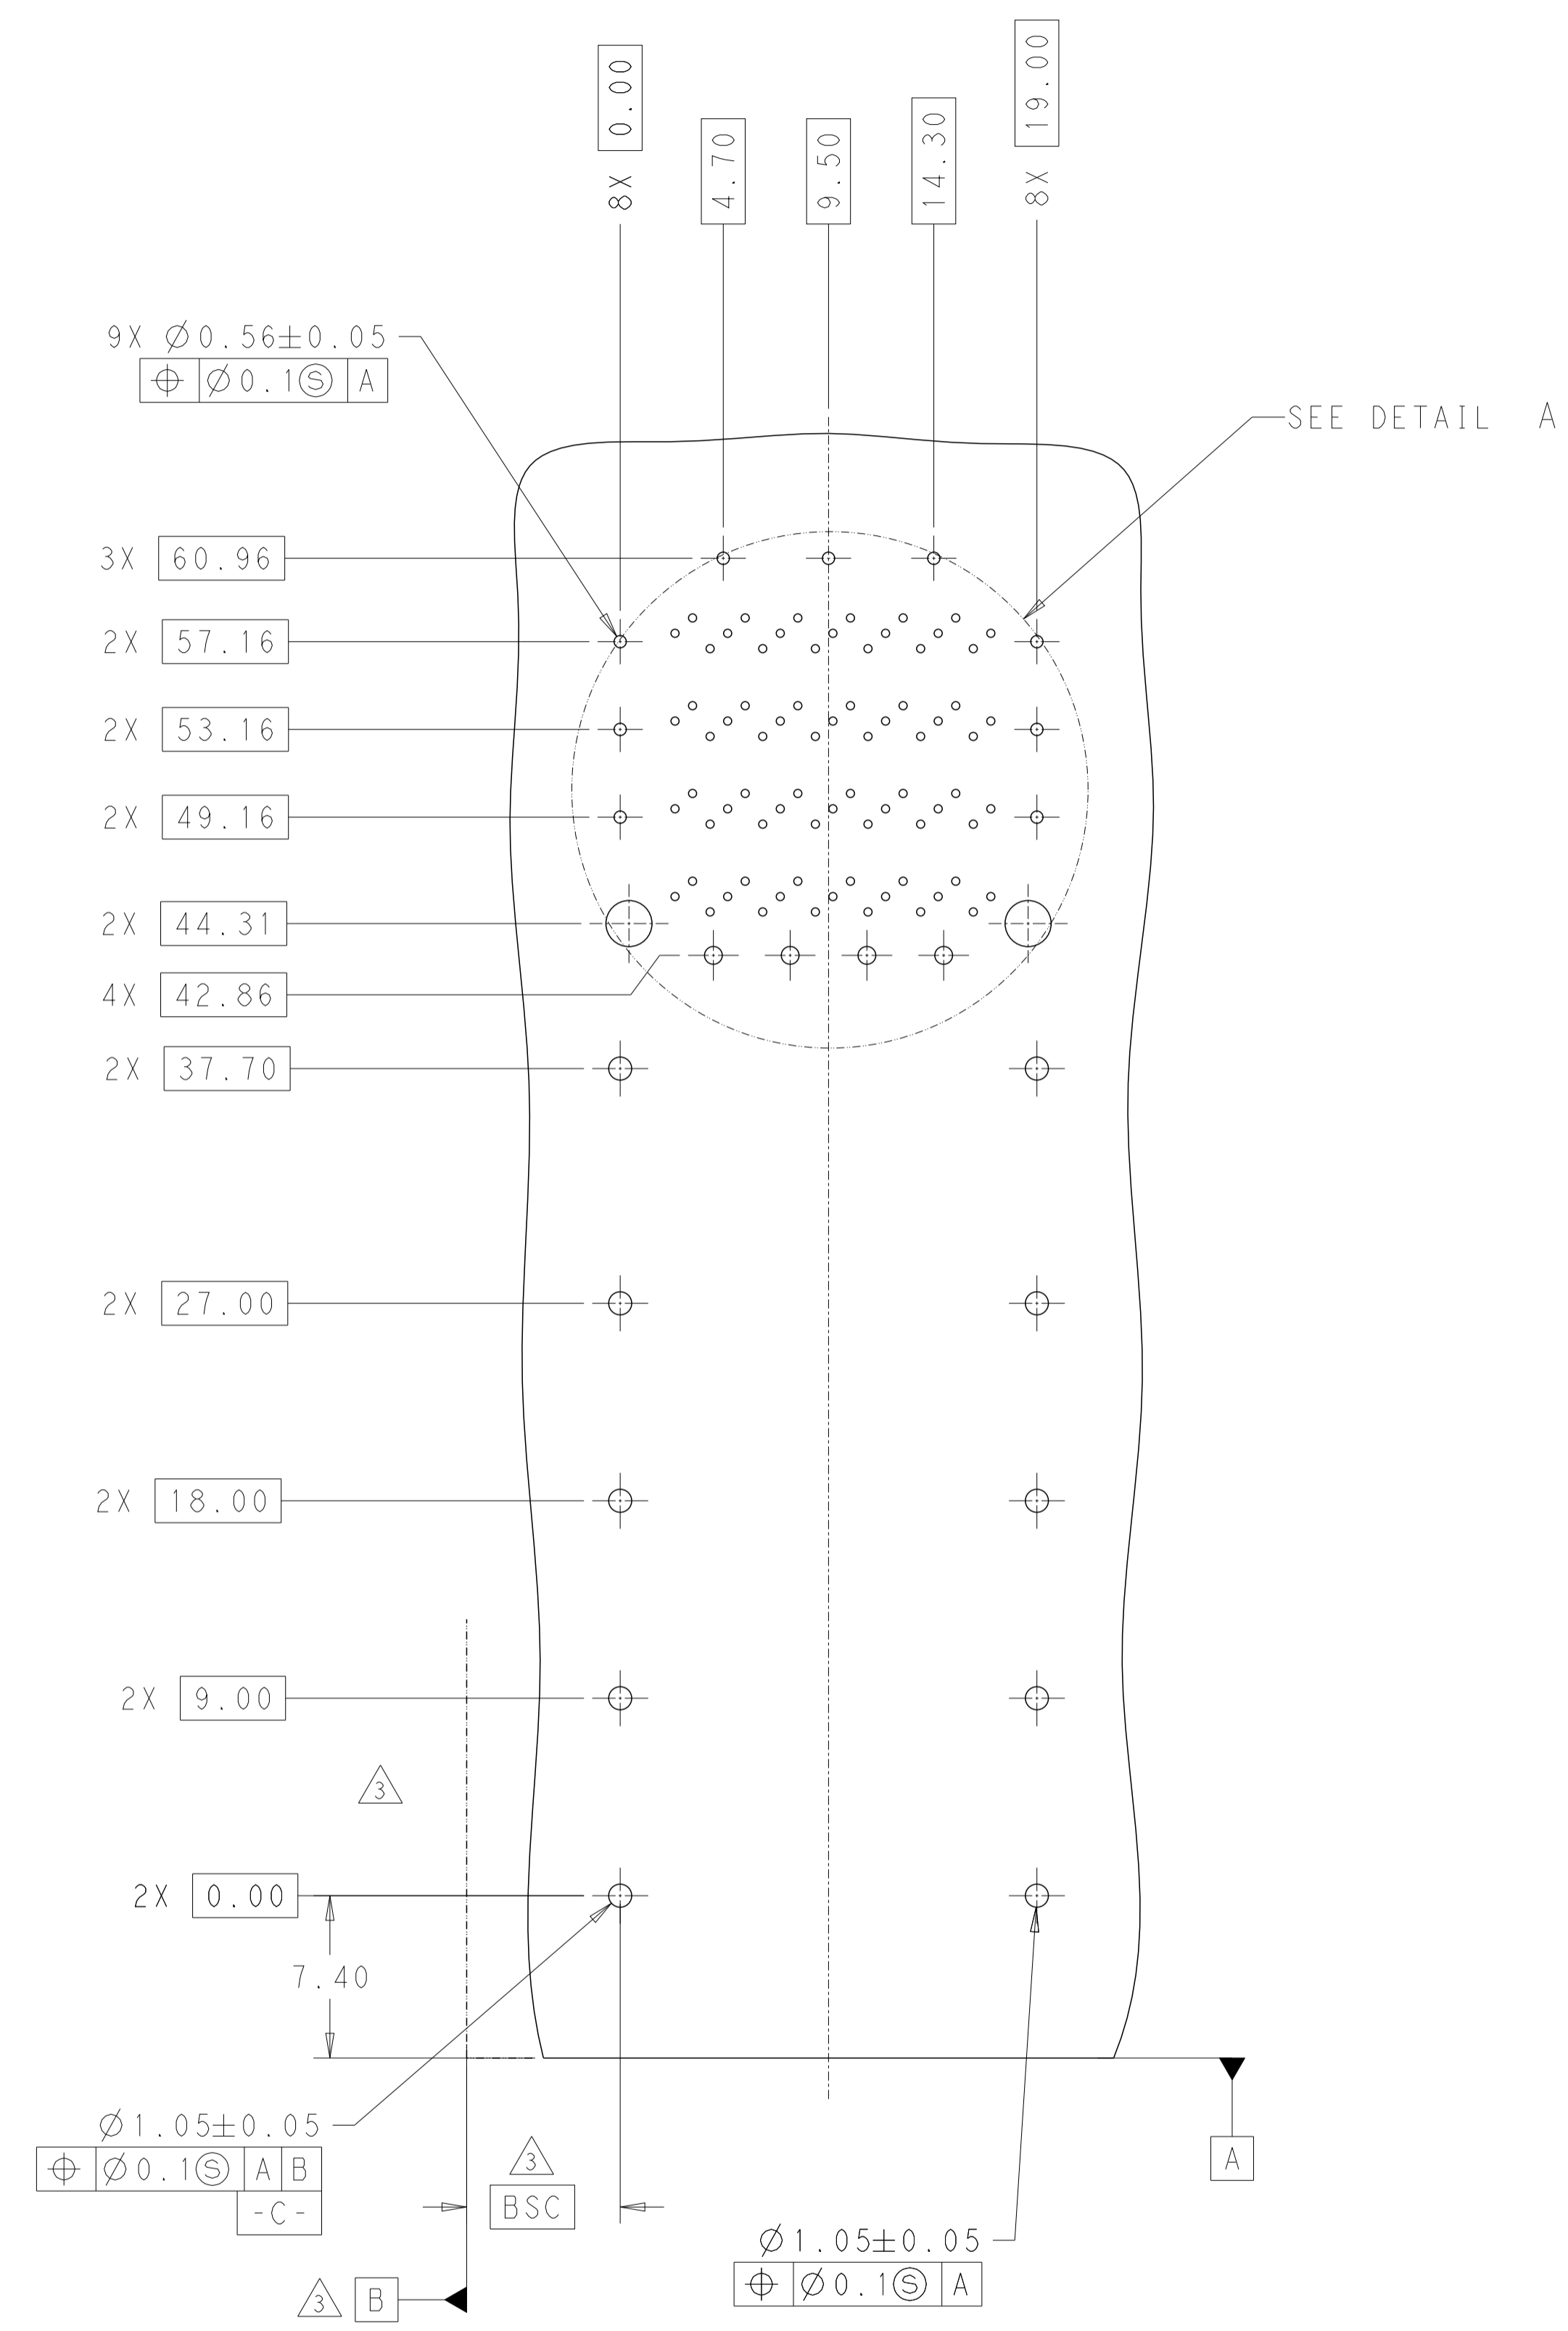 8X 0.00
4.70
9.50
14.30
8X 19.00
9X Ø0.56±0.05
⌖ Ø0.1Ⓢ A
SEE DETAIL A
3X 60.96
2X 57.16
2X 53.16
2X 49.16
2X 44.31
4X 42.86
2X 37.70
2X 27.00
2X 18.00
2X 9.00
3
2X 0.00
7.40
Ø1.05±0.05
⌖ Ø0.1Ⓢ A B
-C-
3
BSC
A
Ø1.05±0.05
⌖ Ø0.1Ⓢ A
3 B